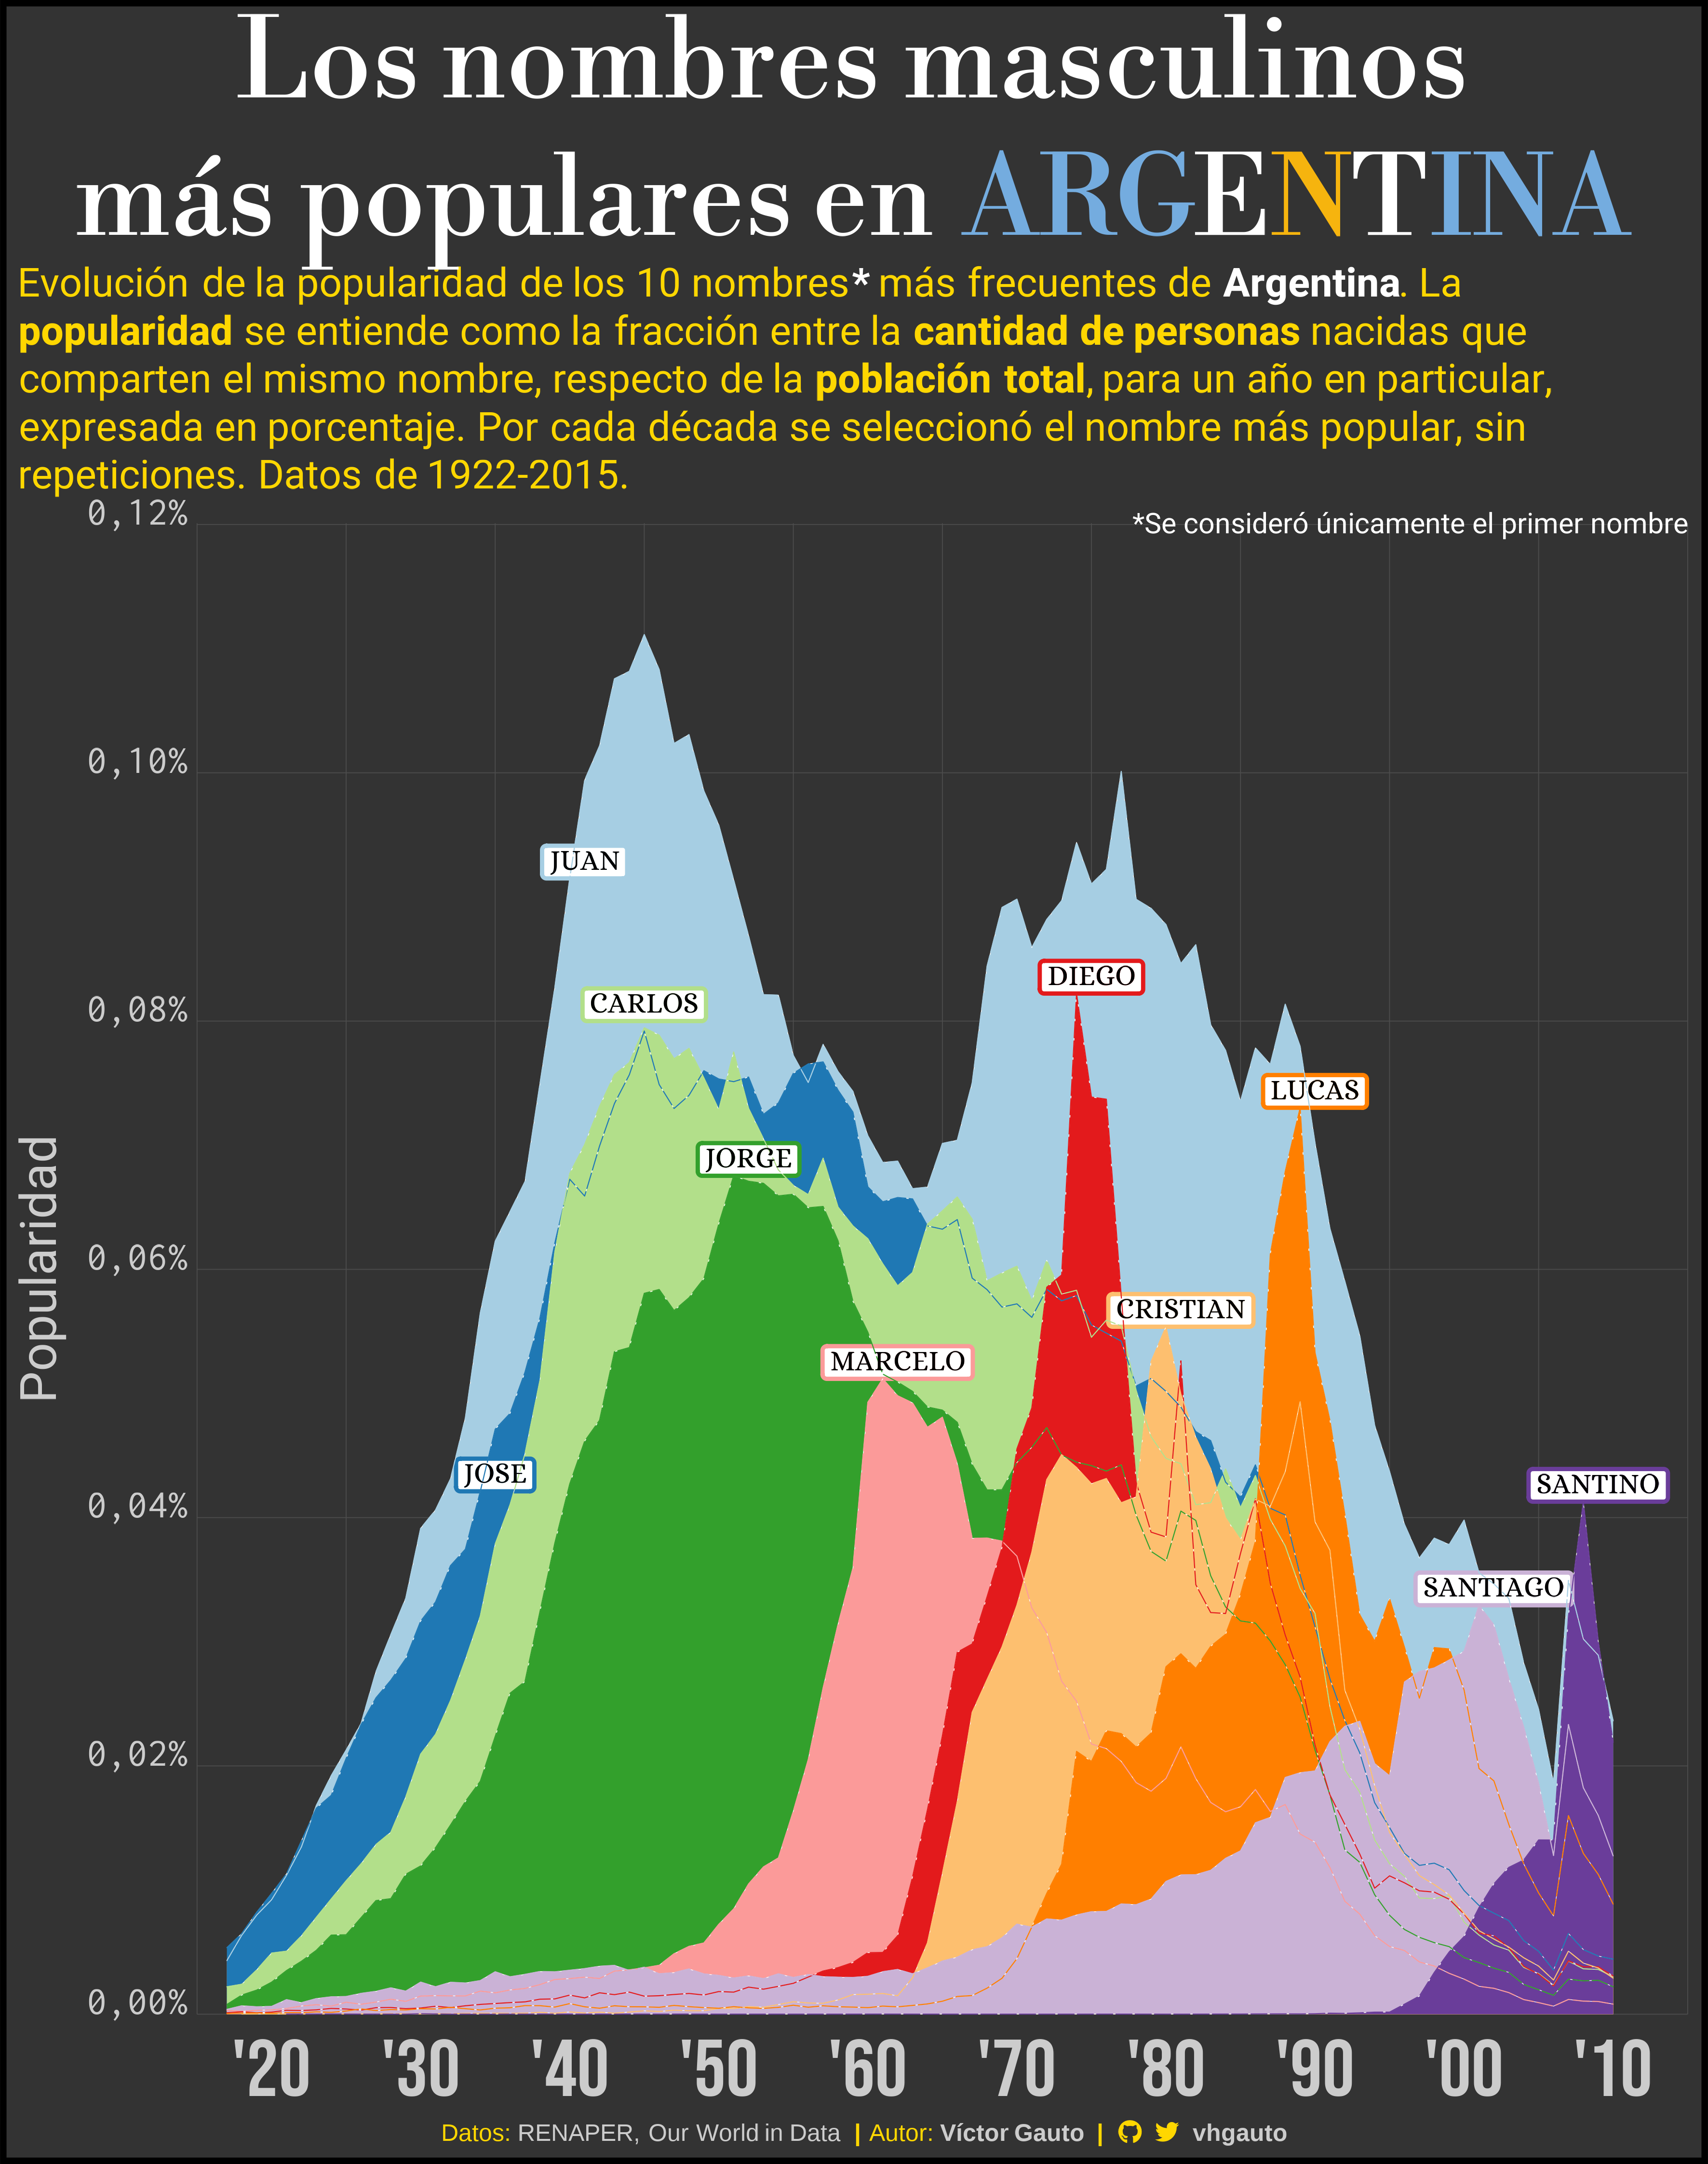 Los nombres masculinos
más populares en ARGENTINA
Evolución de la popularidad de los 10 nombres* más frecuentes de Argentina. La
popularidad se entiende como la fracción entre la cantidad de personas nacidas que
comparten el mismo nombre, respecto de la población total, para un año en particular,
expresada en porcentaje. Por cada década se seleccionó el nombre más popular, sin
repeticiones. Datos de 1922-2015.
0,12%
*Se consideró únicamente el primer nombre
0,10%
JUAN
DIEGO
CARLOS
0,08%
LUCAS
JORGE
Popularidad
0,06%
CRISTIAN
MARCELO
JOSE
SANTINO
0,04%
SANTIAGO
0,02%
0,00%
'20 '30 '40 '50 '60 '70 '80 '90 '00 '10
Datos: RENAPER, Our World in Data | Autor: Víctor Gauto | vhgauto